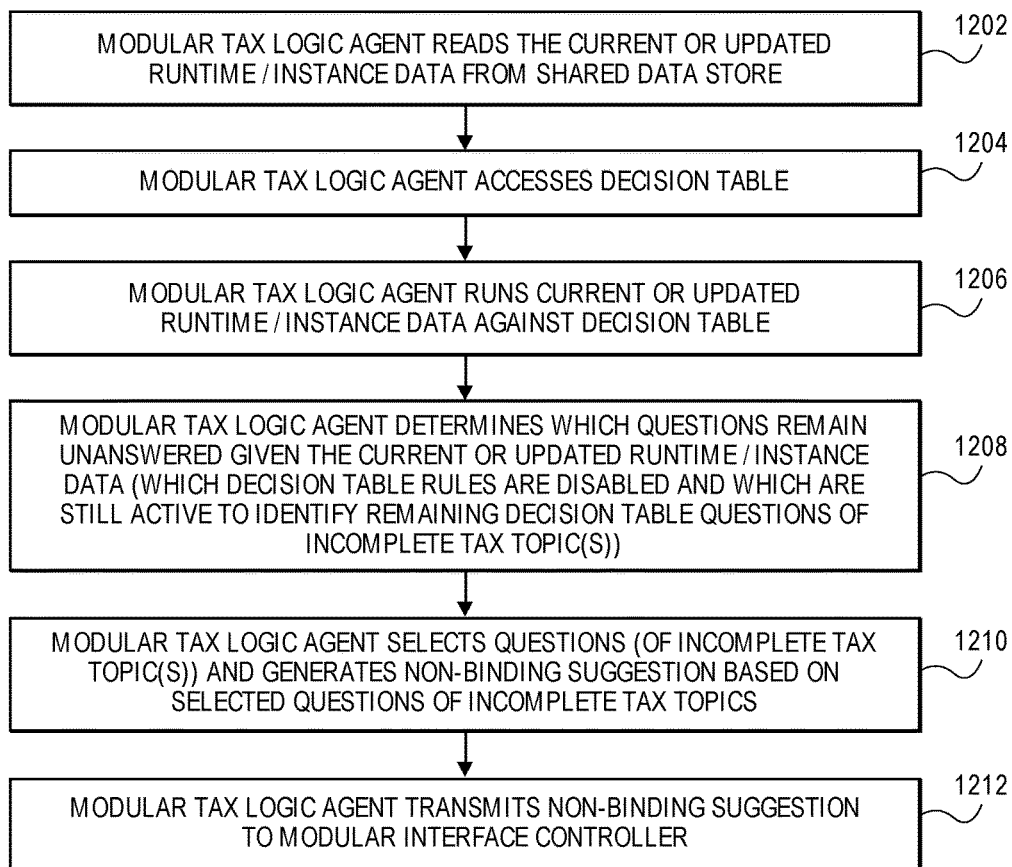 MODULAR TAX LOGIC AGENT READS THE CURRENT OR UPDATED
RUNTIME / INSTANCE DATA FROM SHARED DATA STORE
1202
MODULAR TAX LOGIC AGENT ACCESSES DECISION TABLE
1204
MODULAR TAX LOGIC AGENT RUNS CURRENT OR UPDATED
RUNTIME / INSTANCE DATA AGAINST DECISION TABLE
1206
MODULAR TAX LOGIC AGENT DETERMINES WHICH QUESTIONS REMAIN
UNANSWERED GIVEN THE CURRENT OR UPDATED RUNTIME / INSTANCE
DATA (WHICH DECISION TABLE RULES ARE DISABLED AND WHICH ARE
STILL ACTIVE TO IDENTIFY REMAINING DECISION TABLE QUESTIONS OF
INCOMPLETE TAX TOPIC(S))
1208
MODULAR TAX LOGIC AGENT SELECTS QUESTIONS (OF INCOMPLETE TAX
TOPIC(S)) AND GENERATES NON-BINDING SUGGESTION BASED ON
SELECTED QUESTIONS OF INCOMPLETE TAX TOPICS
1210
MODULAR TAX LOGIC AGENT TRANSMITS NON-BINDING SUGGESTION
TO MODULAR INTERFACE CONTROLLER
1212